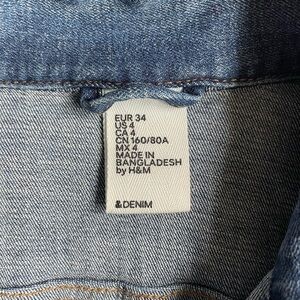 EUR 34
US 4
CA 4
CN 160/80A
MX 4
MADE IN
BANGLADESH
by H&M
&DENIM